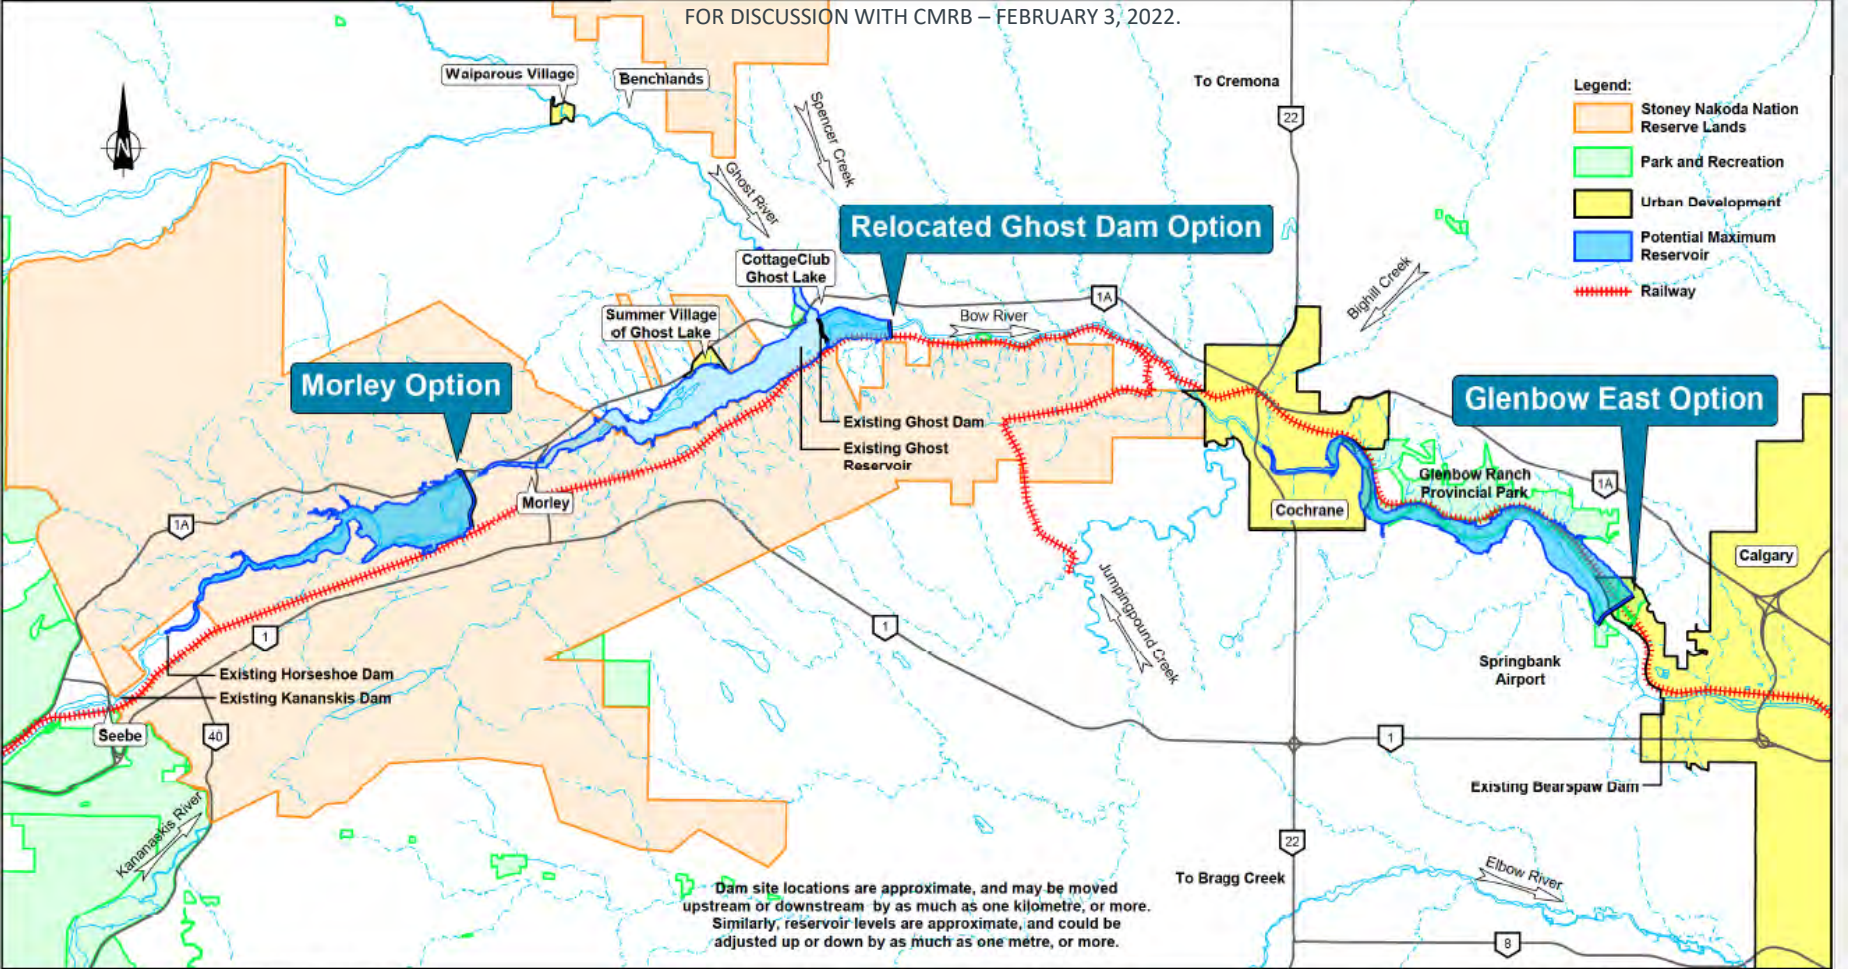 FOR DISCUSSION WITH CMRB – FEBRUARY 3, 2022.
Waiparous Village
Benchlands
To Cremona
22
Legend:
Stoney Nakoda Nation
Reserve Lands
Park and Recreation
Urban Development
Potential Maximum
Reservoir
Railway
N
Spencer Creek
Ghost River
Relocated Ghost Dam Option
CottageClub
Ghost Lake
Bighill Creek
1A
Summer Village
of Ghost Lake
Bow River
Morley Option
Glenbow East Option
Existing Ghost Dam
Existing Ghost
Reservoir
Glenbow Ranch
Provincial Park
1A
Morley
Cochrane
1A
Calgary
Jumpingpound Creek
1
1
Springbank
Airport
Existing Horseshoe Dam
Existing Kananskis Dam
Seebe
40
1
Existing Bearspaw Dam
Kananaskis River
22
Elbow River
To Bragg Creek
Dam site locations are approximate, and may be moved
upstream or downstream by as much as one kilometre, or more.
Similarly, reservoir levels are approximate, and could be
adjusted up or down by as much as one metre, or more.
8